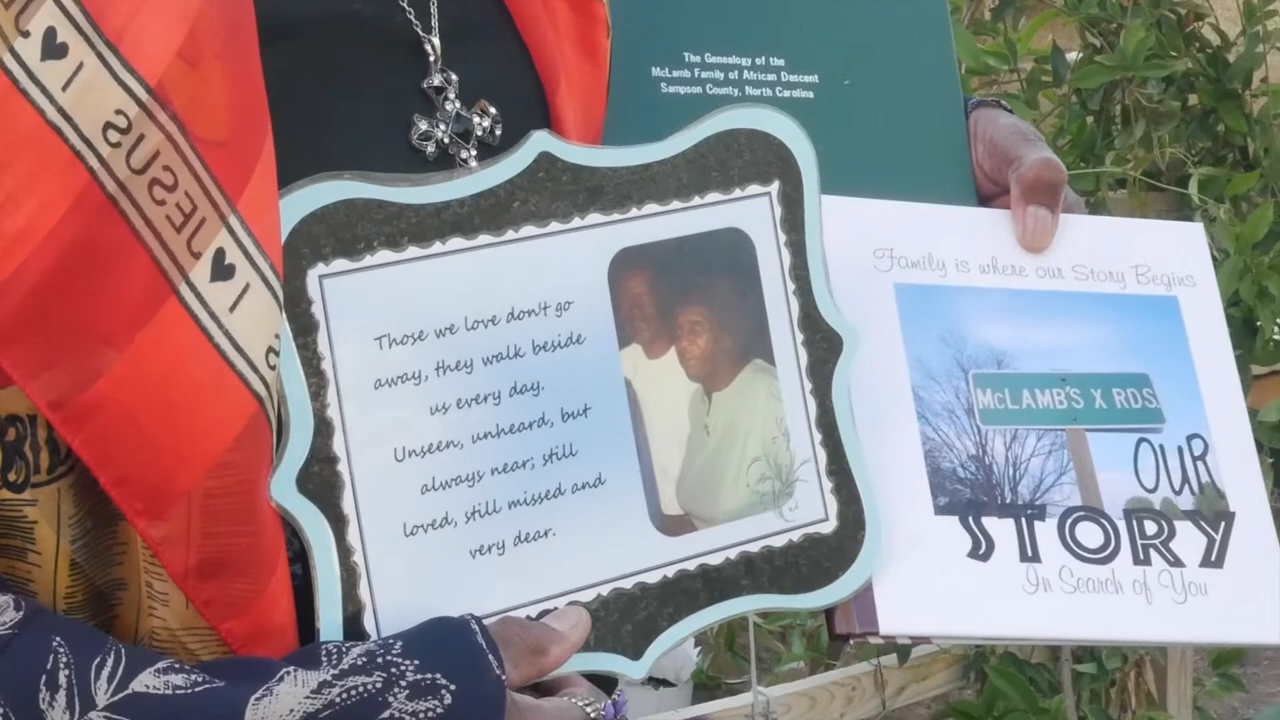 I ♥ JESUS I ♥
The Genealogy of the
McLamb Family of African Descent
Sampson County, North Carolina
Those we love don't go
away, they walk beside
us every day.
Unseen, unheard, but
always near; still
loved, still missed and
very dear.
Family is where our Story Begins
McLAMB'S X RDS.
OUR
STORY
In Search of You